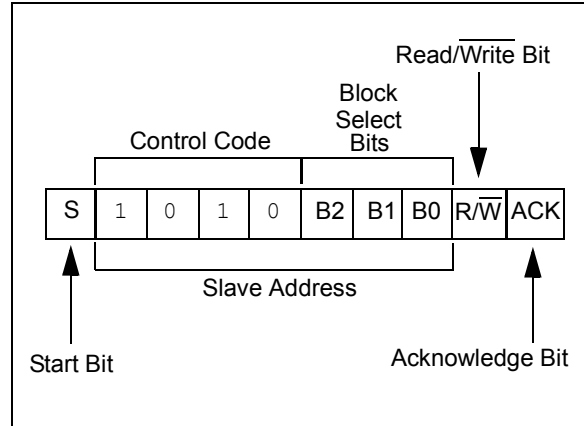 Read/Write Bit
Block
Select
Bits
Control Code
S 1 0 1 0 B2 B1 B0 R/W ACK
Slave Address
Start Bit
Acknowledge Bit